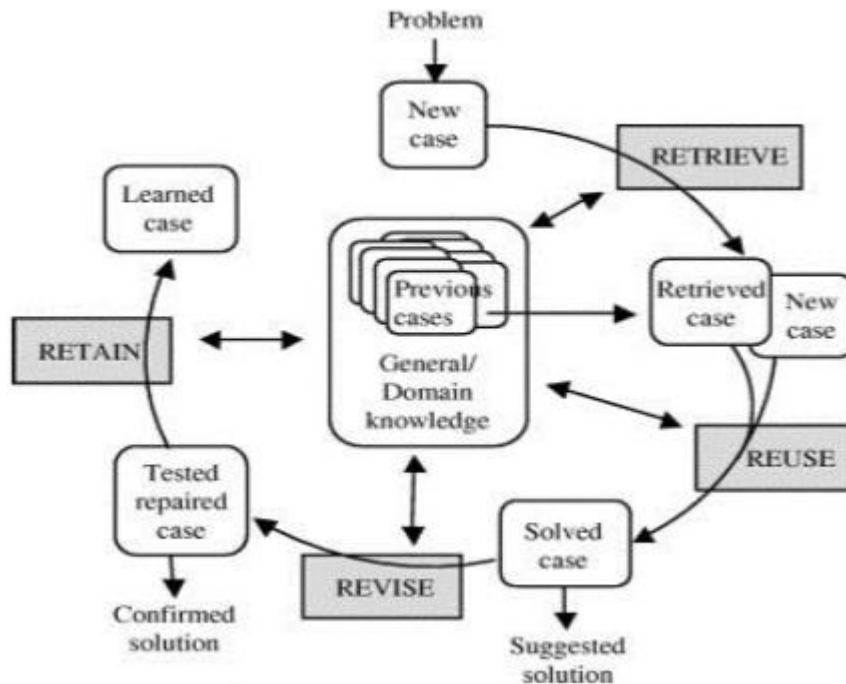 Problem
New
case
RETRIEVE
Learned
case
Previous
cases
Retrieved
case
New
case
General/
Domain
knowledge
RETAIN
REUSE
Tested
repaired
case
Solved
case
REVISE
Confirmed
solution
Suggested
solution